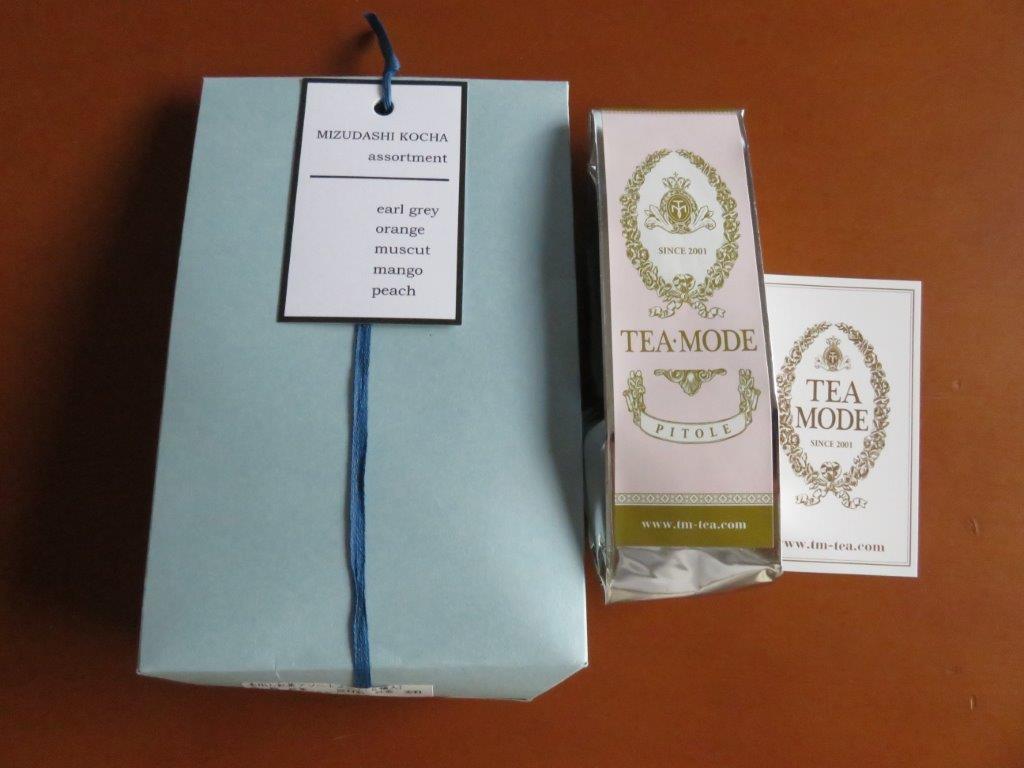 MIZUDASHI KOCHA
assortment
earl grey
orange
muscut
mango
peach
TM
SINCE 2001
TEA·MODE
PITOLE
www.tm-tea.com
TEA
MODE
SINCE 2001
www.tm-tea.com